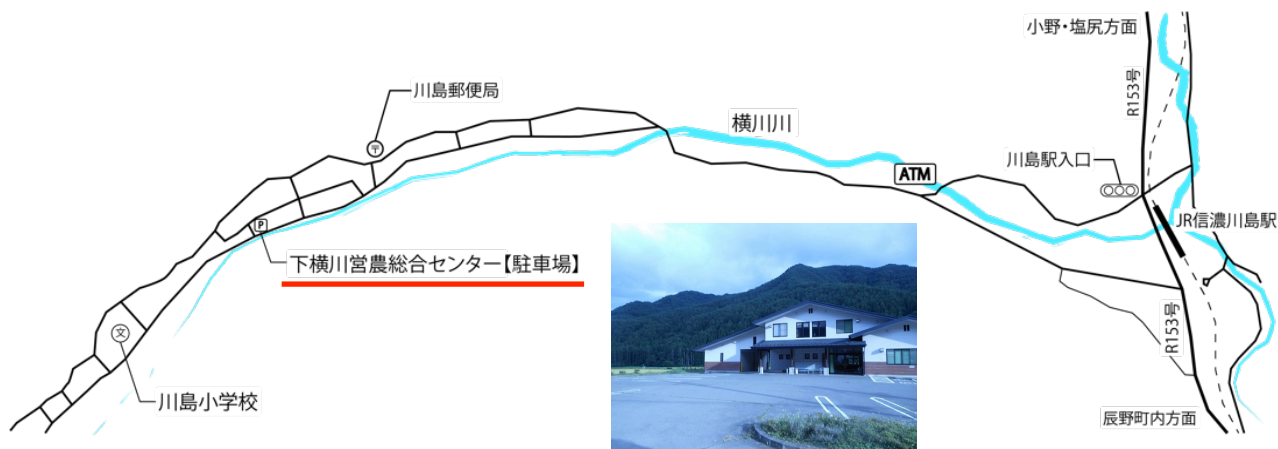 小野・塩尻方面
R153号
川島郵便局
〒
横川川
川島駅入口
ATM
JR信濃川島駅
P
下横川営農総合センター【駐車場】
文
R153号
川島小学校
辰野町内方面